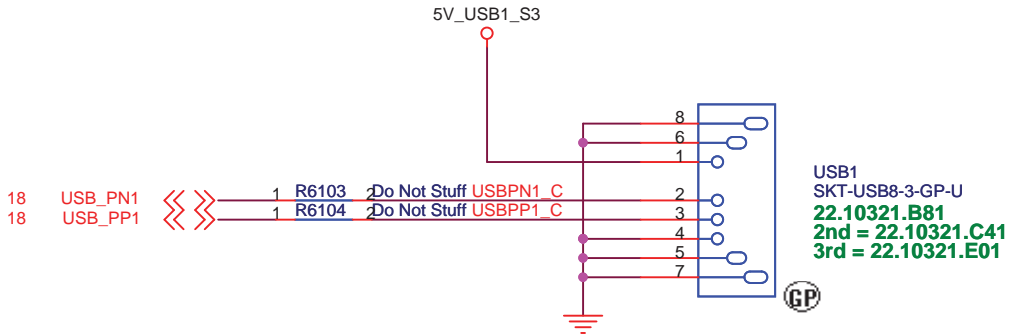 5V_USB1_S3
8
6
1
18 USB_PN1 1 R6103 2 Do Not Stuff USBPN1_C 2
18 USB_PP1 1 R6104 2 Do Not Stuff USBPP1_C 3
4
5
7
USB1
SKT-USB8-3-GP-U
22.10321.B81
2nd = 22.10321.C41
3rd = 22.10321.E01
GP